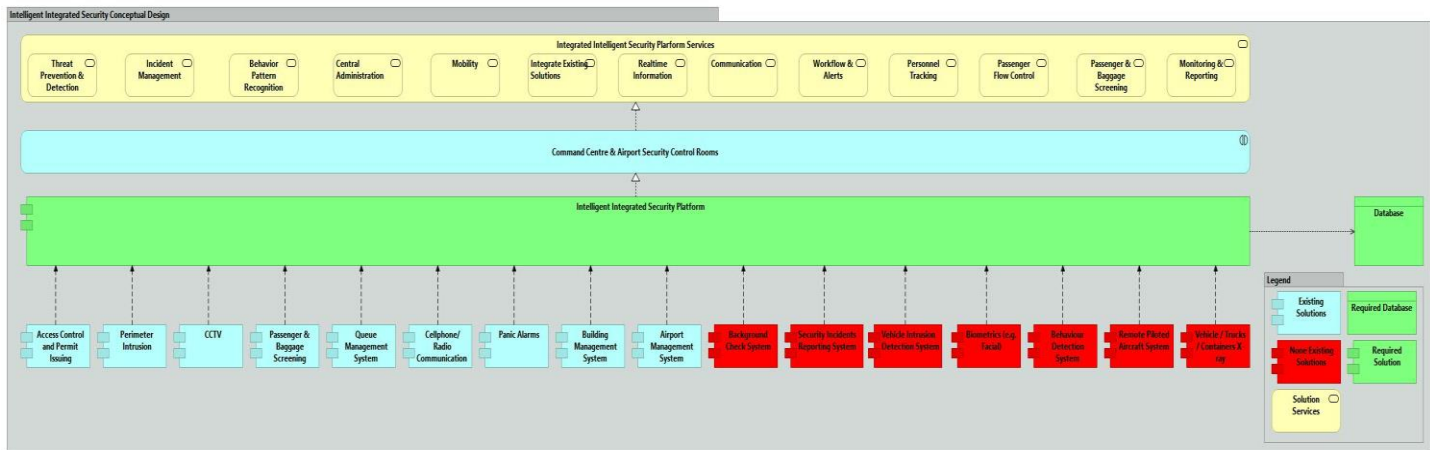 Intelligent Integrated Security Conceptual Design
Integrated Intelligent Security Plarform Services
Threat
Prevention &
Detection
Incident
Management
Behavior
Pattern
Recognition
Central
Administration
Mobility
Integrate Existing
Solutions
Realtime
Information
Communication
Workflow &
Alerts
Personnel
Tracking
Passenger
Flow Control
Passenger &
Baggage
Screening
Monitoring &
Reporting
Command Centre & Airport Security Control Rooms
Intelligent Integrated Security Platform
Database
Access Control
and Permit
Issuing
Perimeter
Intrusion
CCTV
Passenger &
Baggage
Screening
Queue
Management
System
Cellphone/
Radio
Communication
Panic Alarms
Building
Management
System
Airport
Management
System
Background
Check System
Security Incidents
Reporting System
Vehicle Intrusion
Detection System
Biometrics (e.g.
Facial)
Behaviour
Detection
System
Remote Piloted
Aircraft System
Vehicle / Trucks
/ Containers X
ray
Legend
Existing
Solutions
Required Database
None Existing
Solutions
Required
Solution
Solution
Services